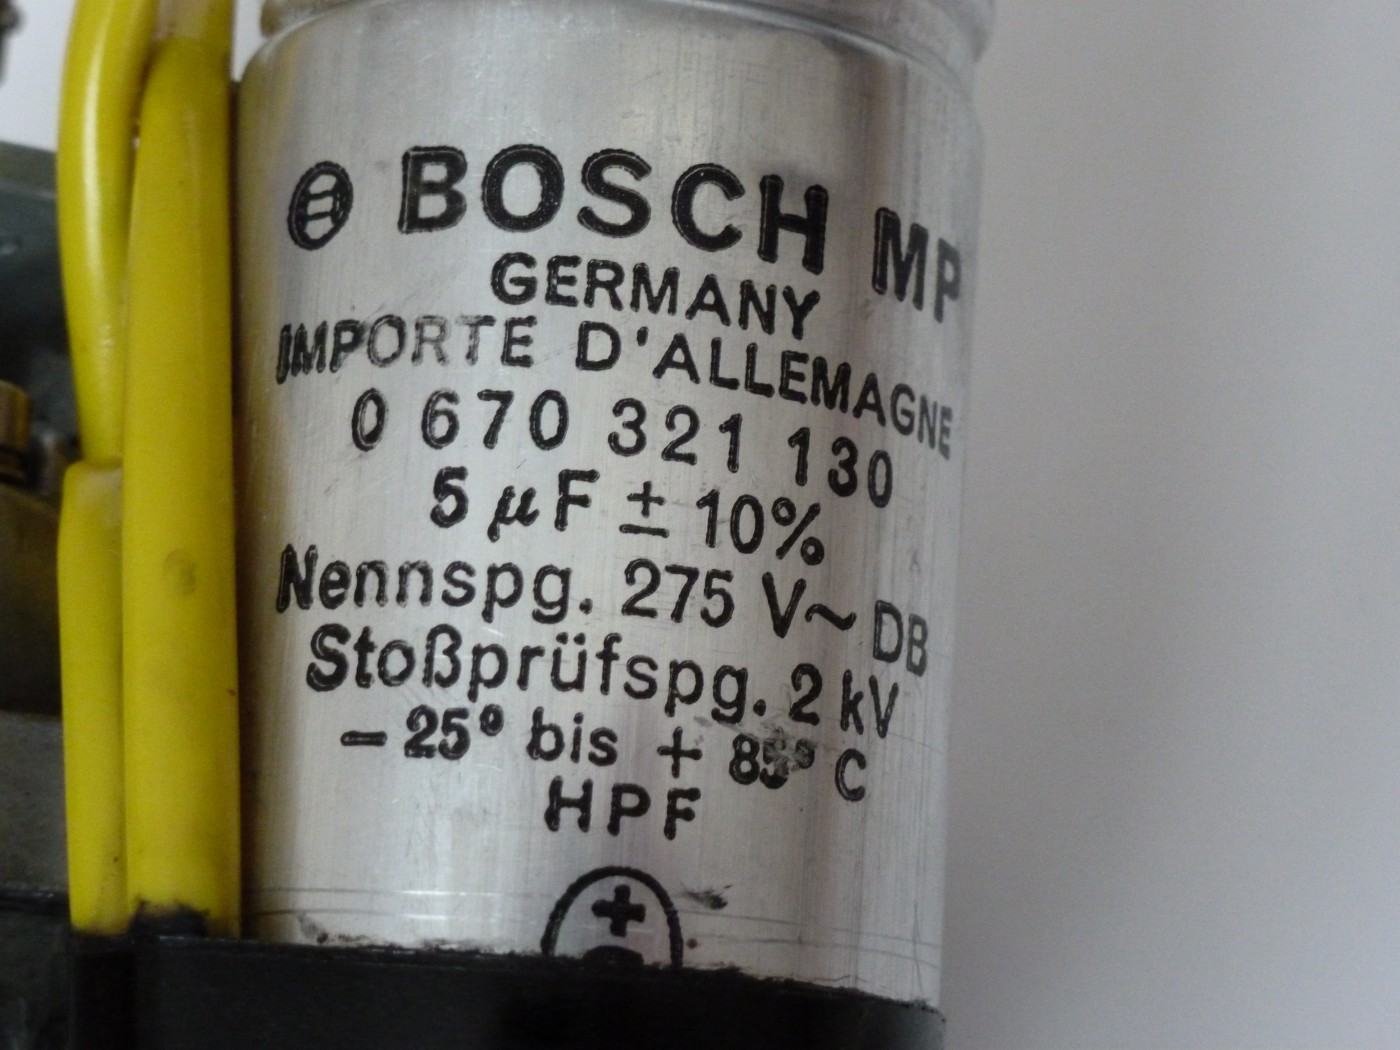 BOSCH MP
GERMANY
IMPORTE D'ALLEMAGNE
0 670 321 130
5 µF ± 10%
Nennspg. 275 V~ DB
Stoßprüfspg. 2 kV
– 25° bis + 85° C
HPF
+